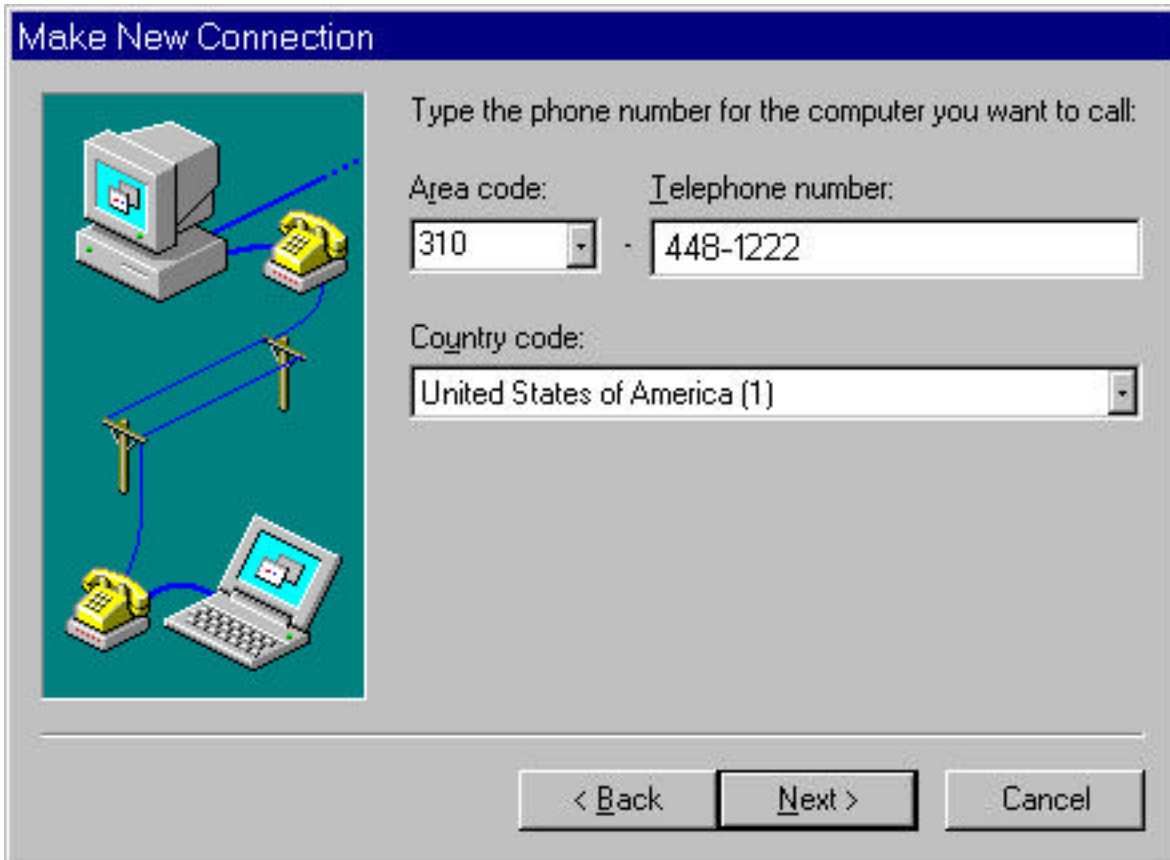 Make New Connection
Type the phone number for the computer you want to call:
Area code: Telephone number:
310 - 448-1222
Country code:
United States of America (1)
< Back Next > Cancel